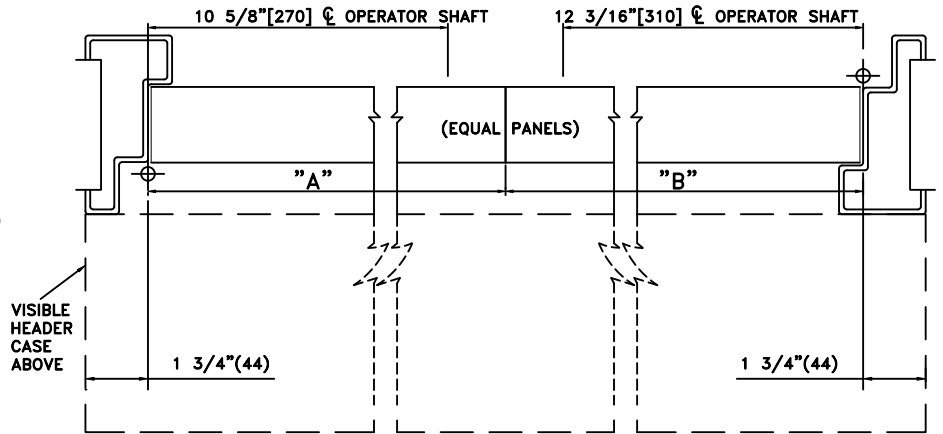 10 5/8"[270] ℄ OPERATOR SHAFT
12 3/16"[310] ℄ OPERATOR SHAFT
(EQUAL PANELS)
"A"
"B"
VISIBLE
HEADER
CASE
ABOVE
1 3/4"(44)
1 3/4"(44)